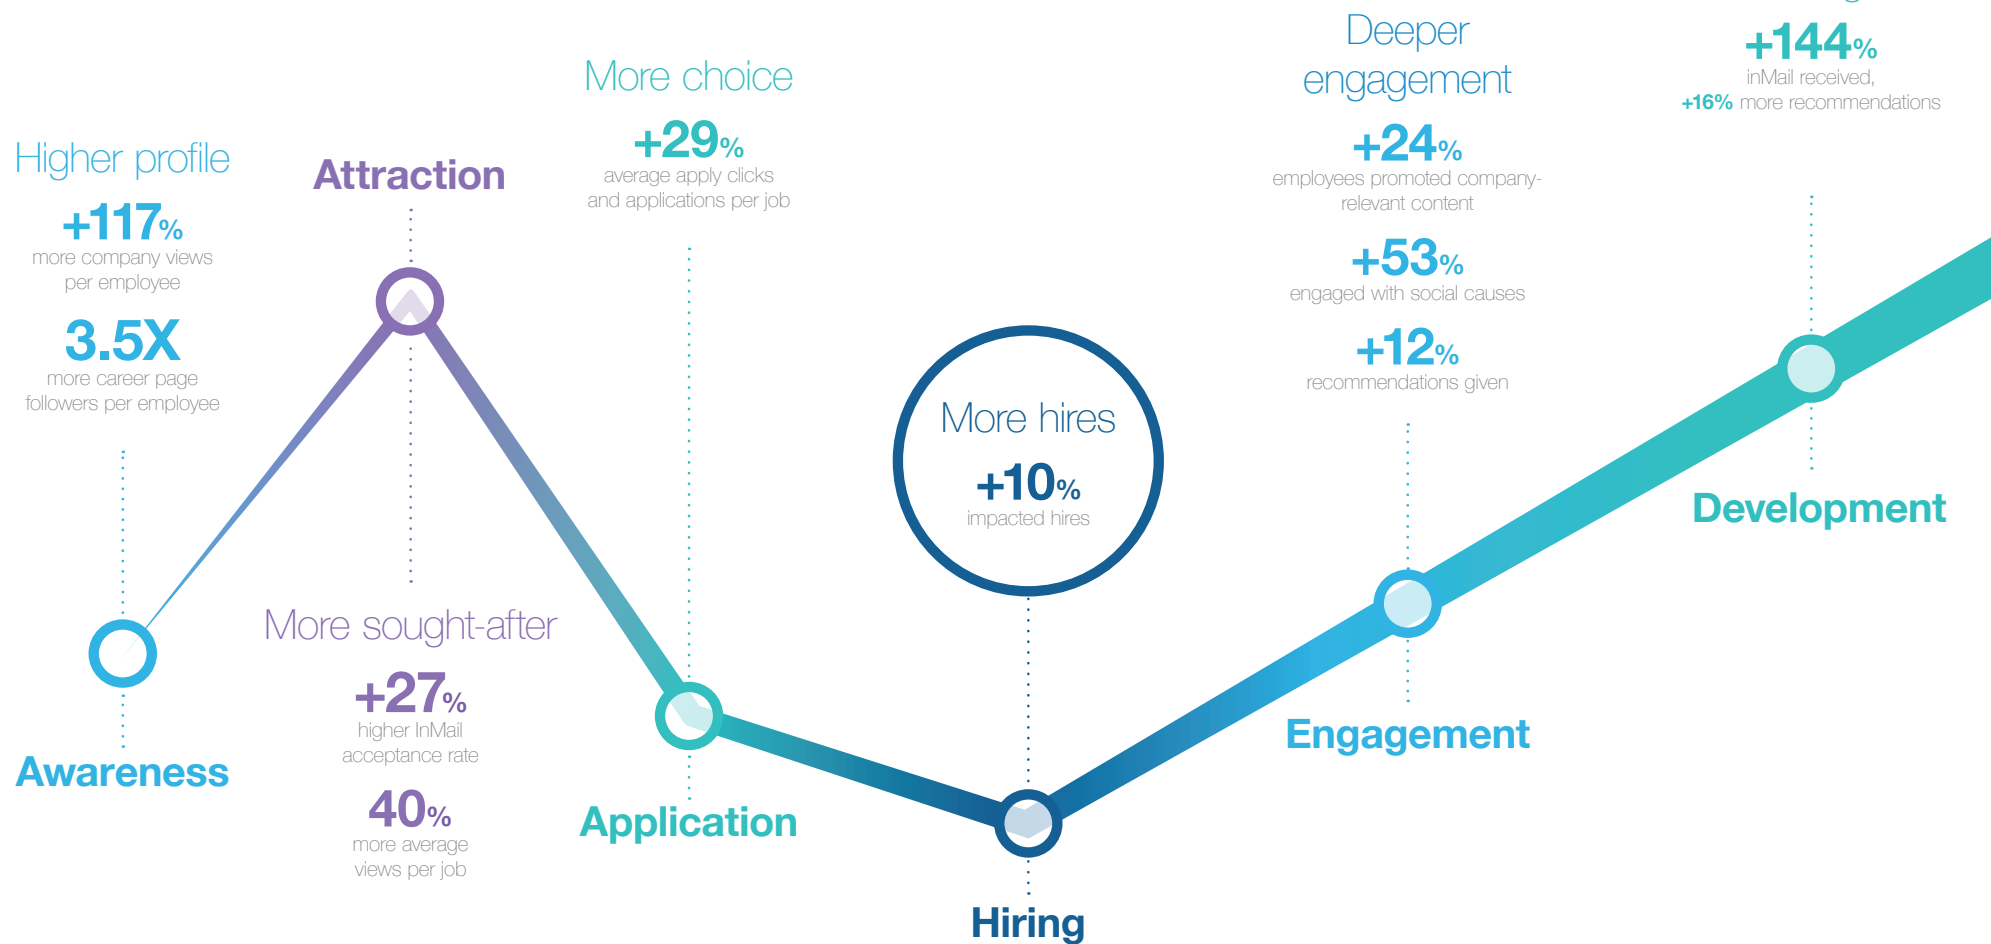 Higher profile
+117%
more company views
per employee
3.5X
more career page
followers per employee
Awareness
Attraction
More sought-after
+27%
higher InMail
acceptance rate
40%
more average
views per job
More choice
+29%
average apply clicks
and applications per job
Application
More hires
+10%
impacted hires
Hiring
Deeper
engagement
+24%
employees promoted company-
relevant content
+53%
engaged with social causes
+12%
recommendations given
Engagement
+144%
inMail received,
+16% more recommendations
Development